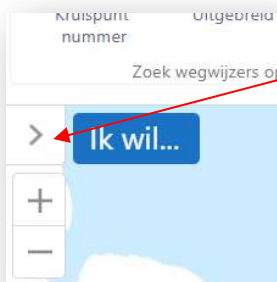 Kruispunt Uitgebreid
nummer
Zoek wegwijzers op
Ik wil...
+
−